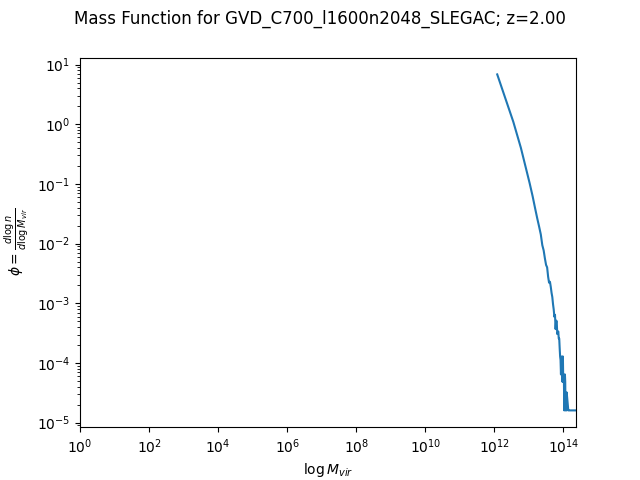 Mass Function for GVD_C700_l1600n2048_SLEGAC; z=2.00
10^1
10^0
10^-1
10^-2
10^-3
10^-4
10^-5
ϕ = d log n / d log M_vir
10^0 10^2 10^4 10^6 10^8 10^10 10^12 10^14
log M_vir